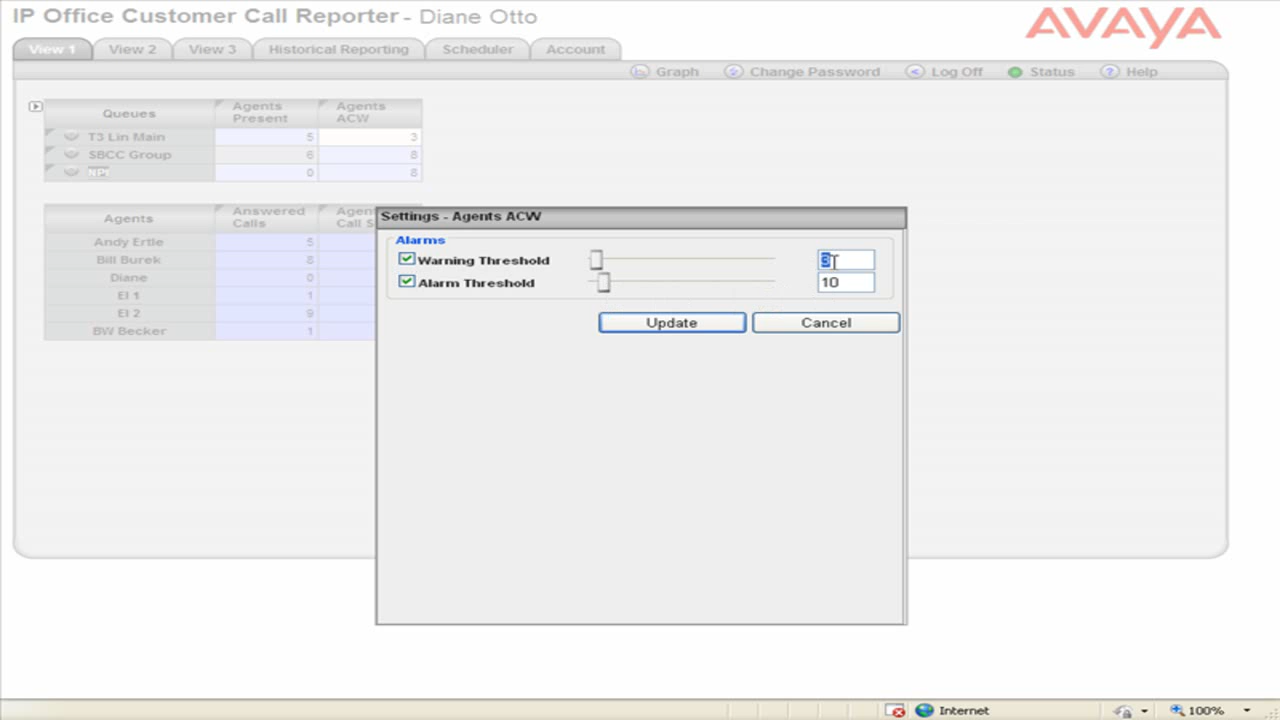 IP Office Customer Call Reporter - Diane Otto
AVAYA
View 1 View 2 View 3 Historical Reporting Scheduler Account
Graph Change Password Log Off Status Help
Queues Agents Present Agents ACW
T3 Lin Main 5 3
SBCC Group 6 8
NPI 0 8
Agents Answered Calls
Andy Ertle 5
Bill Burek 8
Diane 0
EI 1 1
EI 2 9
BW Becker 1
Settings - Agents ACW
Alarms
Warning Threshold 3
Alarm Threshold 10
Update Cancel
Internet 100%